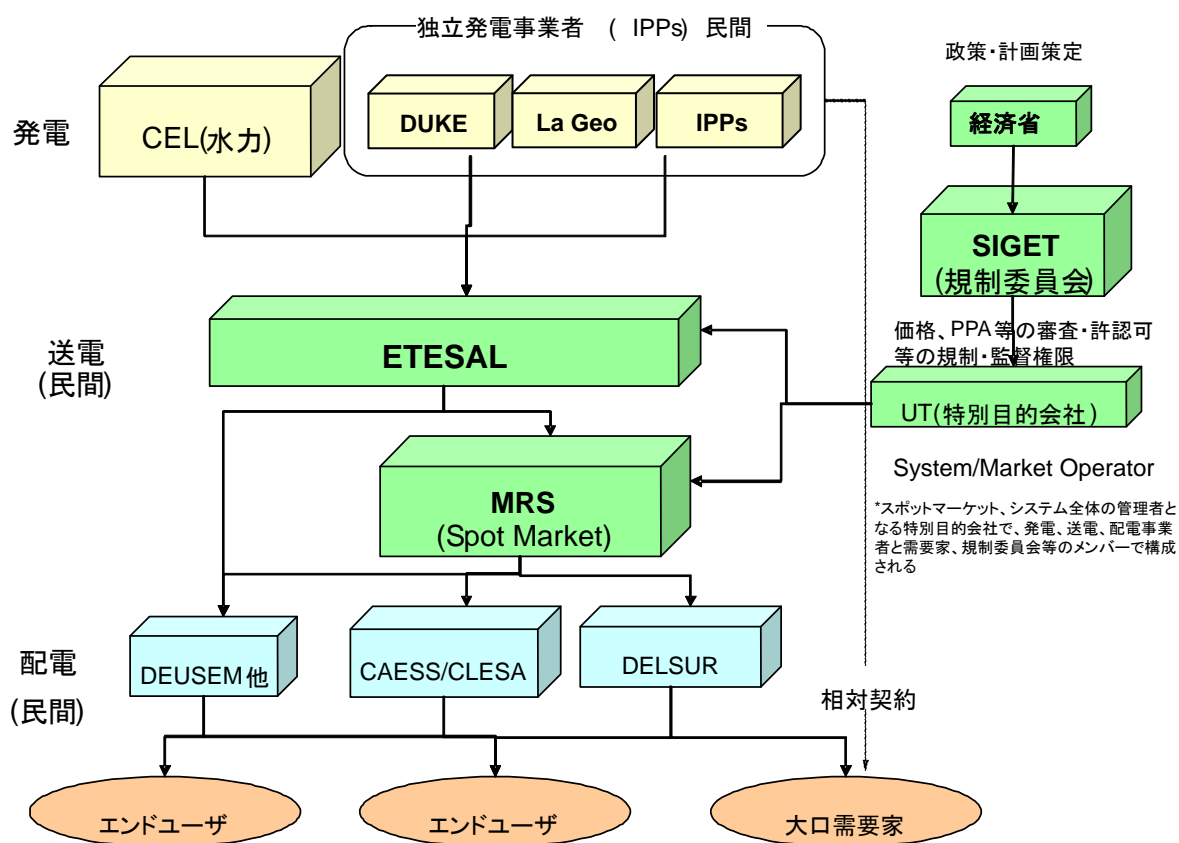 独立発電事業者 ( IPPs) 民間
政策・計画策定
発電
CEL(水力)
DUKE
La Geo
IPPs
経済省
SIGET
(規制委員会)
価格、PPA等の審査・許認可
等の規制・監督権限
送電
(民間)
ETESAL
UT(特別目的会社)
System/Market Operator
MRS
(Spot Market)
*スポットマーケット、システム全体の管理者と
なる特別目的会社で、発電、送電、配電事業
者と需要家、規制委員会等のメンバーで構成
される
配電
(民間)
DEUSEM他
CAESS/CLESA
DELSUR
相対契約
エンドユーザ
エンドユーザ
大口需要家